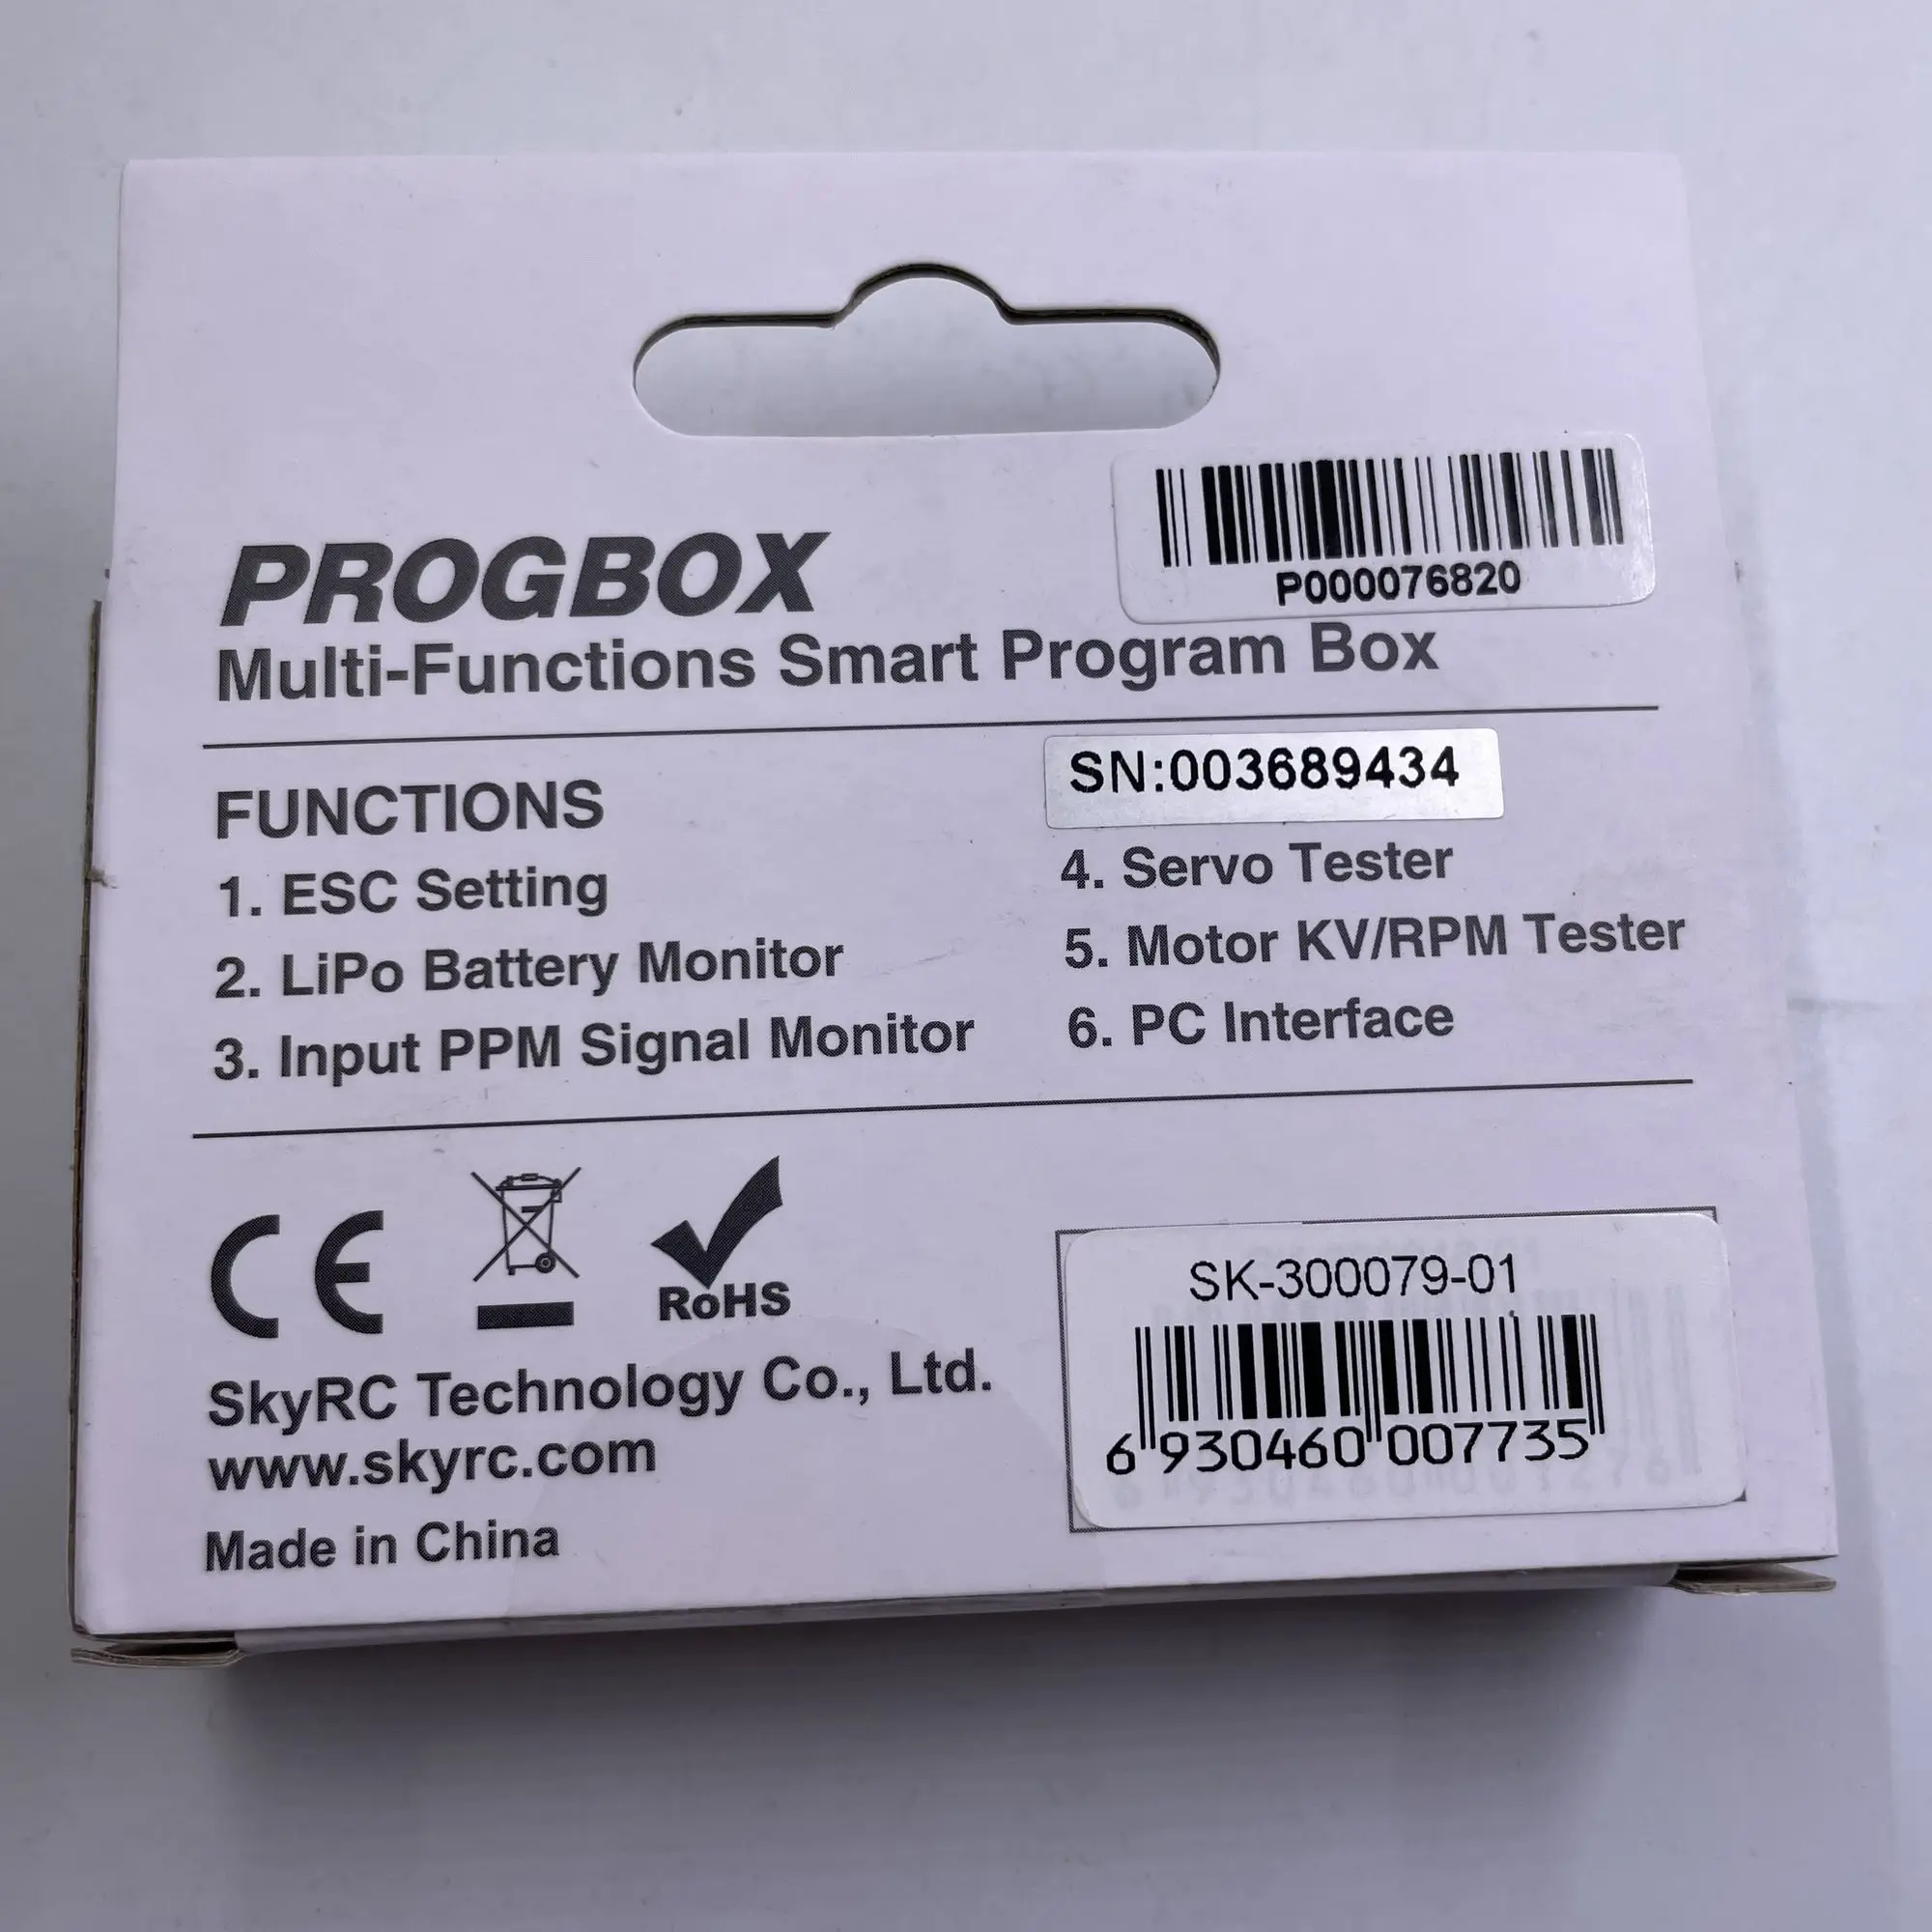 P000076820
PROGBOX
Multi-Functions Smart Program Box
SN:003689434
FUNCTIONS
1. ESC Setting
2. LiPo Battery Monitor
3. Input PPM Signal Monitor
4. Servo Tester
5. Motor KV/RPM Tester
6. PC Interface
CE
RoHS
SkyRC Technology Co., Ltd.
www.skyrc.com
Made in China
SK-300079-01
6 930460 007735